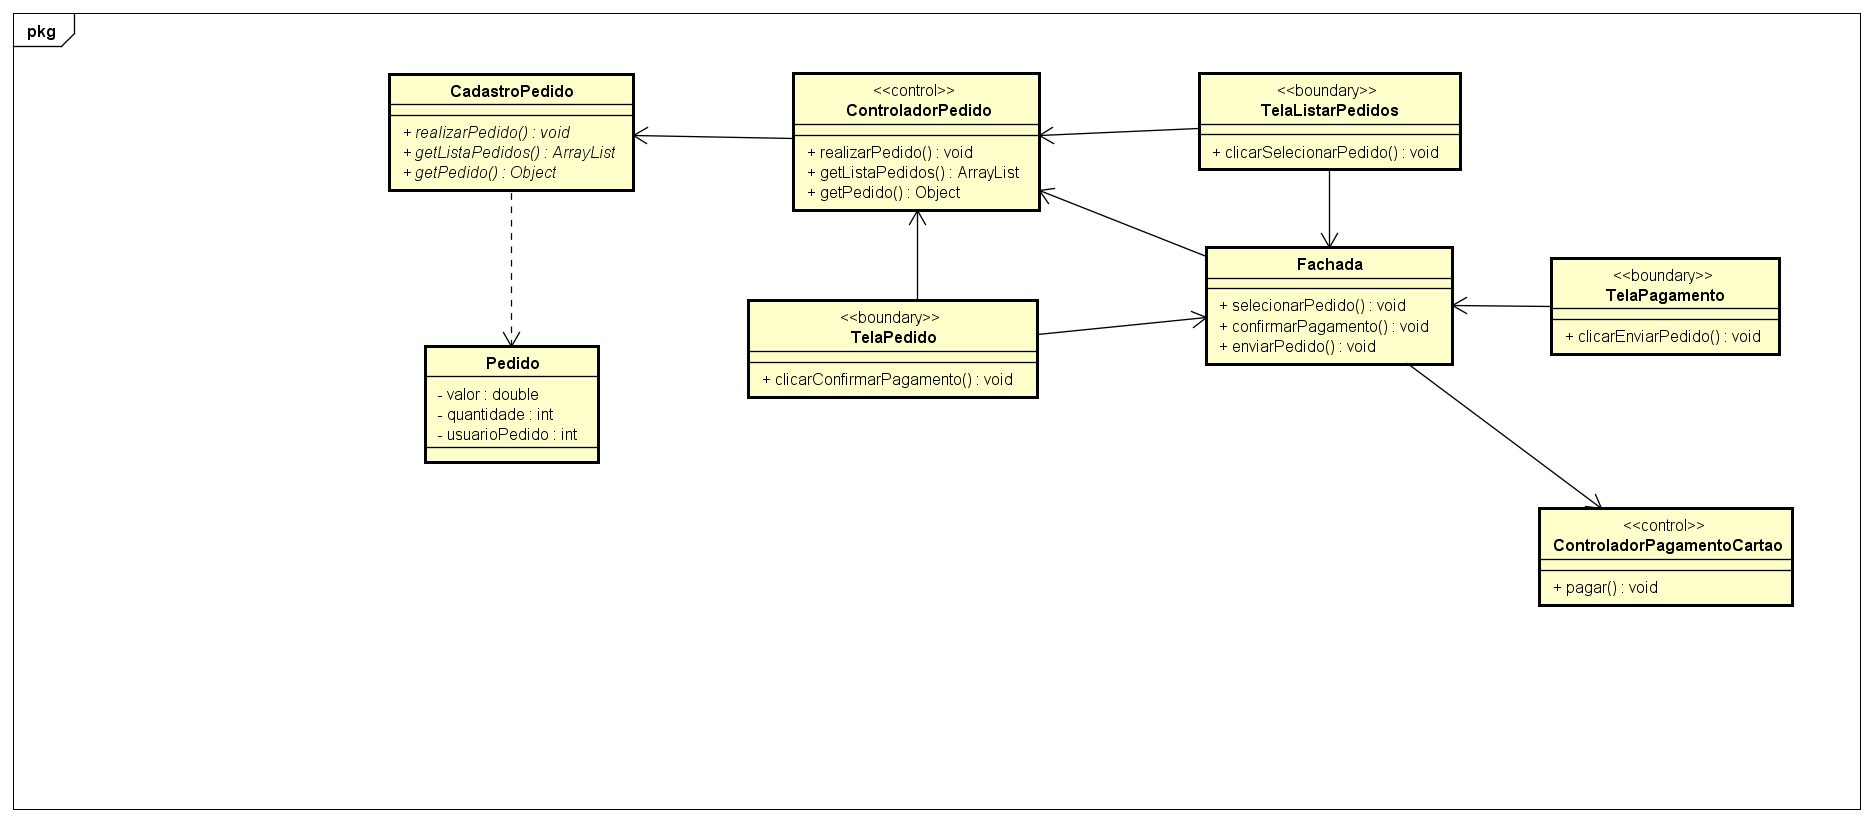 pkg
CadastroPedido
+ realizarPedido() : void
+ getListaPedidos() : ArrayList
+ getPedido() : Object
<<control>>
ControladorPedido
+ realizarPedido() : void
+ getListaPedidos() : ArrayList
+ getPedido() : Object
<<boundary>>
TelaListarPedidos
+ clicarSelecionarPedido() : void
Fachada
+ selecionarPedido() : void
+ confirmarPagamento() : void
+ enviarPedido() : void
<<boundary>>
TelaPagamento
+ clicarEnviarPedido() : void
<<boundary>>
TelaPedido
+ clicarConfirmarPagamento() : void
Pedido
- valor : double
- quantidade : int
- usuarioPedido : int
<<control>>
ControladorPagamentoCartao
+ pagar() : void